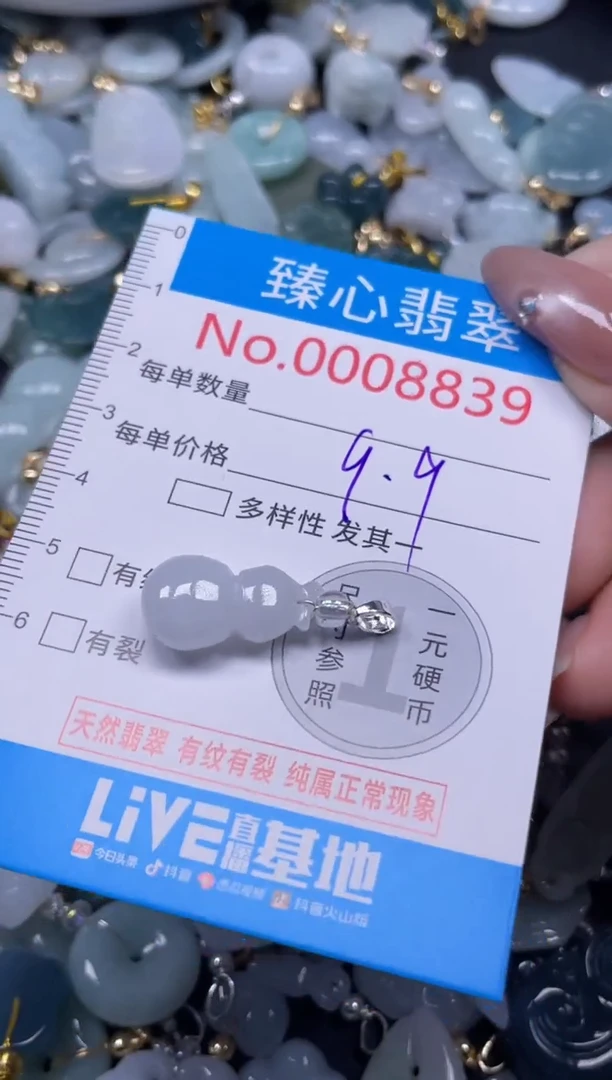 0
臻心翡翠
1
No.0008839
2
每单数量
3
每单价格
9.9
4
多样性 发其一
5
有
寸参照
一元硬币
1
6
有裂
天然翡翠 有纹有裂 纯属正常现象
LiVE直播基地
今日头条 抖音 西瓜视频 抖音火山版